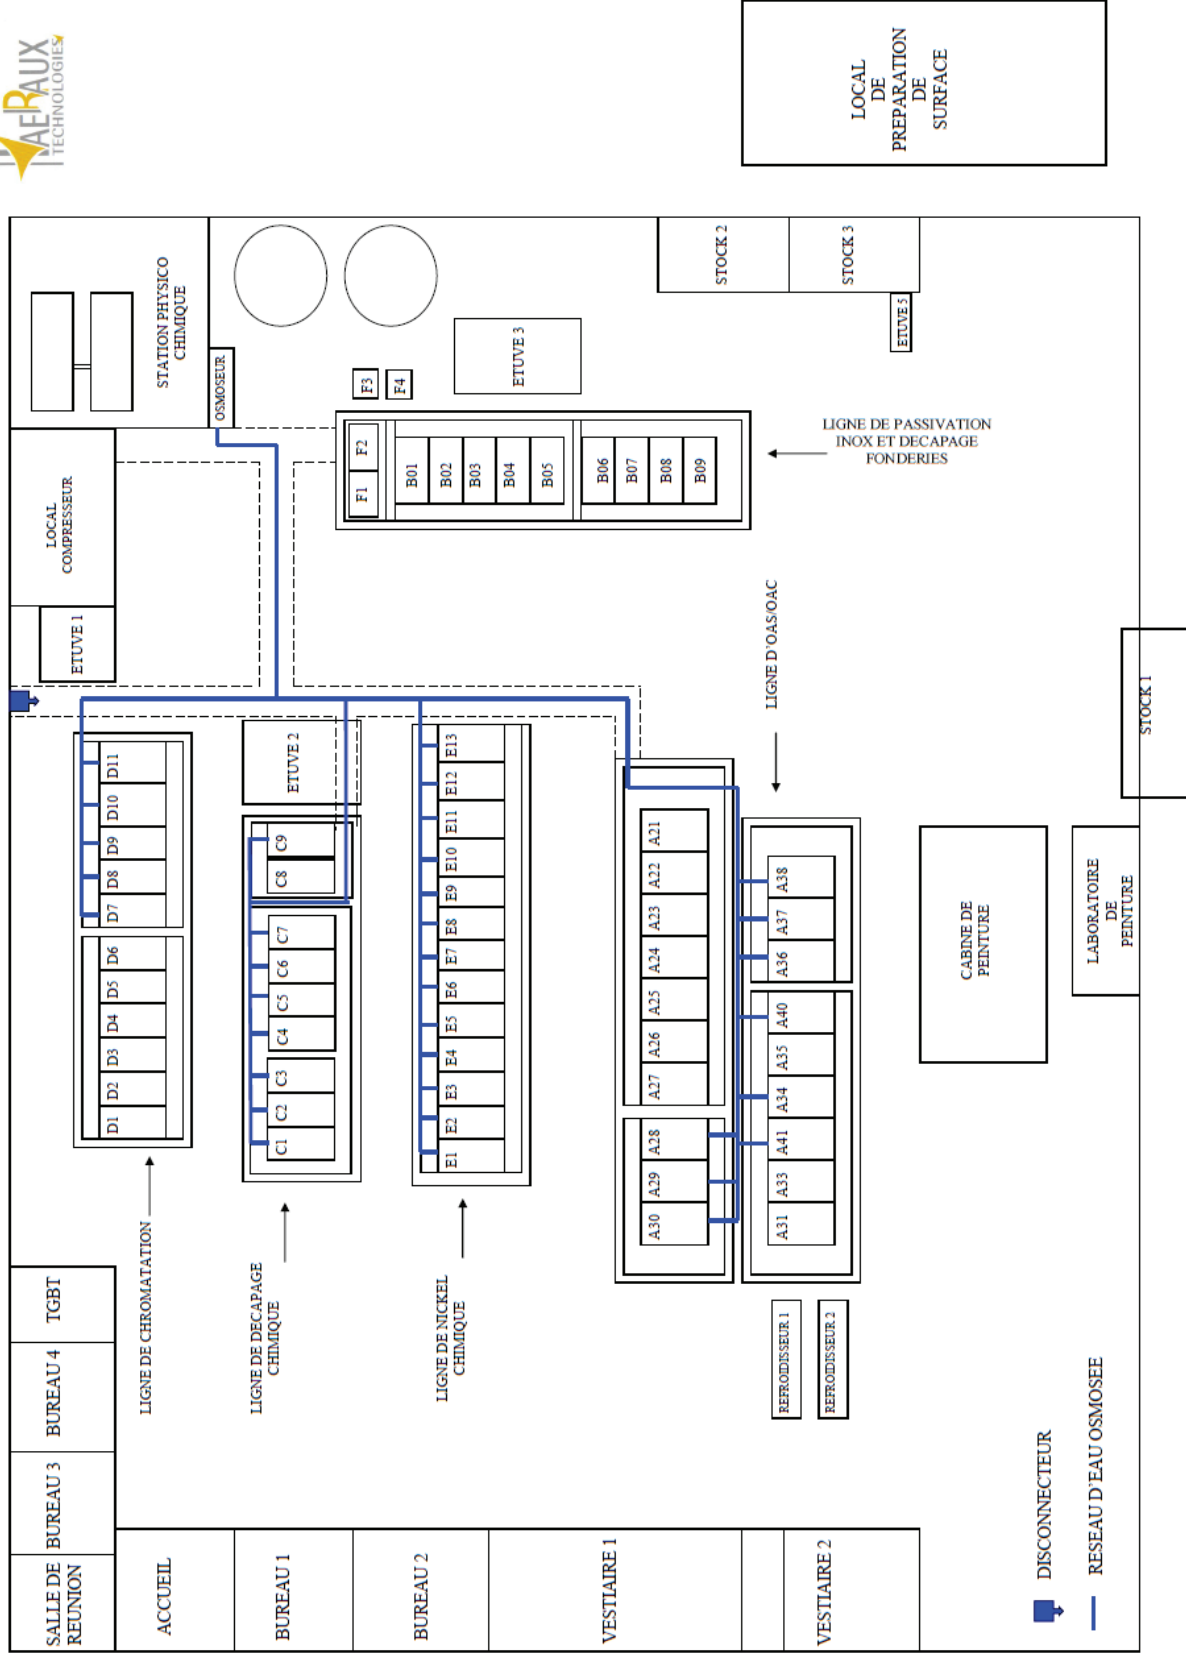 AERAUX
TECHNOLOGIES
LOCAL
DE
PREPARATION
DE
SURFACE
STATION PHYSICO
CHIMIQUE
OSMOSEUR
STOCK 2
STOCK 3
ETUVE 5
ETUVE 3
F3
F4
LOCAL
COMPRESSEUR
ETUVE 1
F1
F2
B01
B02
B03
B04
B05
B06
B07
B08
B09
LIGNE DE PASSIVATION
INOX ET DECAPAGE
FONDERIES
LIGNE D'OAS/OAC
STOCK 1
D1
D2
D3
D4
D5
D6
D7
D8
D9
D10
D11
LIGNE DE CHROMATATION
ETUVE 2
C1
C2
C3
C4
C5
C6
C7
C8
C9
LIGNE DE DECAPAGE
CHIMIQUE
E1
E2
E3
E4
E5
E6
E7
E8
E9
E10
E11
E12
E13
LIGNE DE NICKEL
CHIMIQUE
A30
A29
A28
A27
A26
A25
A24
A23
A22
A21
A31
A33
A41
A34
A35
A40
A36
A37
A38
REFROIDISSEUR 1
REFROIDISSEUR 2
CABINE DE
PEINTURE
LABORATOIRE
DE
PEINTURE
SALLE DE
REUNION
BUREAU 3
BUREAU 4
TGBT
ACCUEIL
BUREAU 1
BUREAU 2
VESTIAIRE 1
VESTIAIRE 2
DISCONNECTEUR
RESEAU D'EAU OSMOSEE